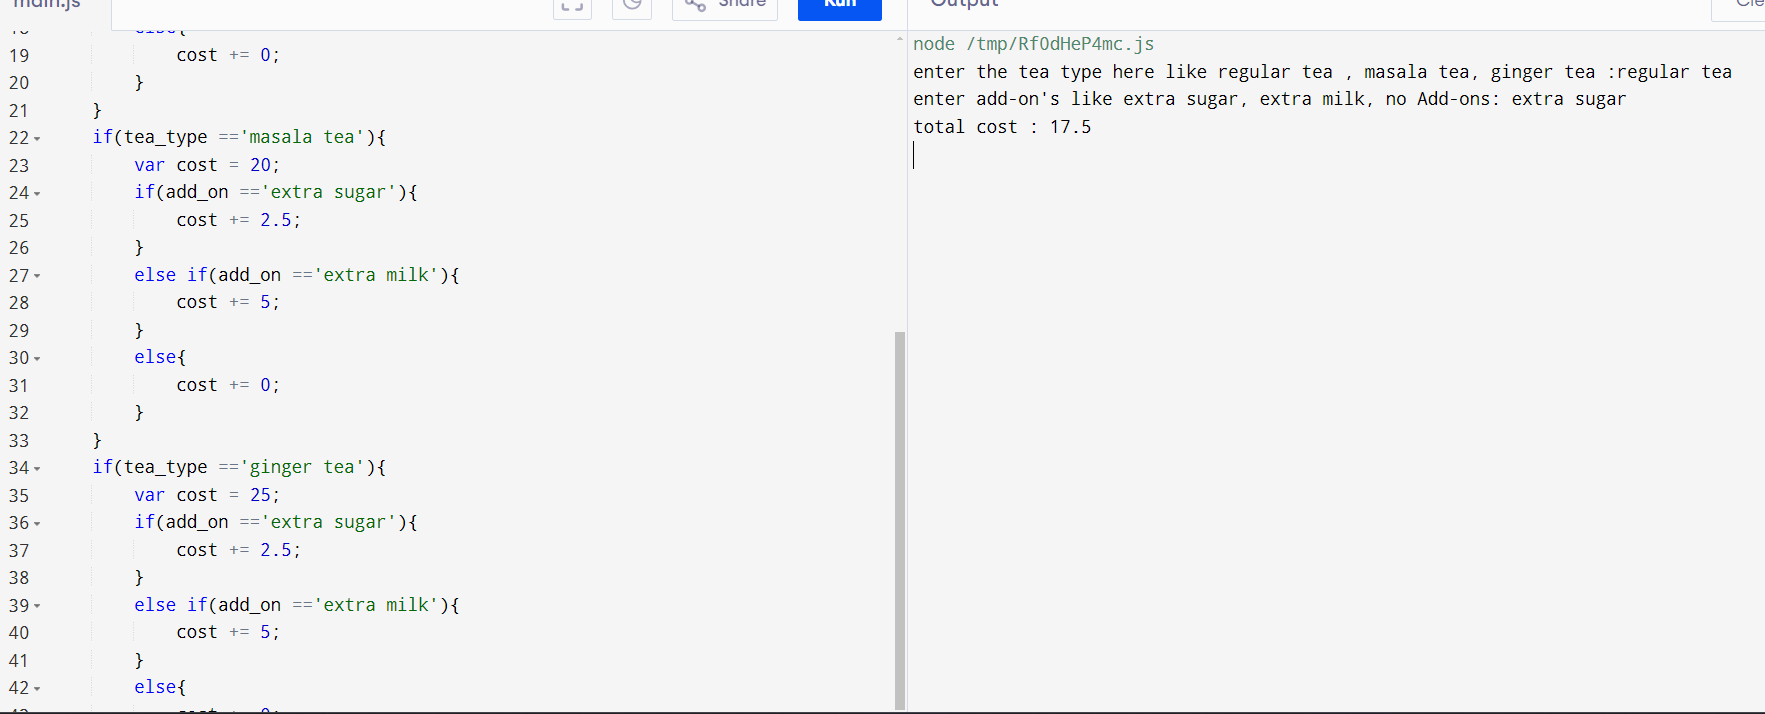 main.js
Share
Run
Output
18 else{
19 cost += 0;
20 }
21 }
22 if(tea_type =='masala tea'){
23 var cost = 20;
24 if(add_on =='extra sugar'){
25 cost += 2.5;
26 }
27 else if(add_on =='extra milk'){
28 cost += 5;
29 }
30 else{
31 cost += 0;
32 }
33 }
34 if(tea_type =='ginger tea'){
35 var cost = 25;
36 if(add_on =='extra sugar'){
37 cost += 2.5;
38 }
39 else if(add_on =='extra milk'){
40 cost += 5;
41 }
42 else{
node /tmp/Rf0dHeP4mc.js
enter the tea type here like regular tea , masala tea, ginger tea :regular tea
enter add-on's like extra sugar, extra milk, no Add-ons: extra sugar
total cost : 17.5